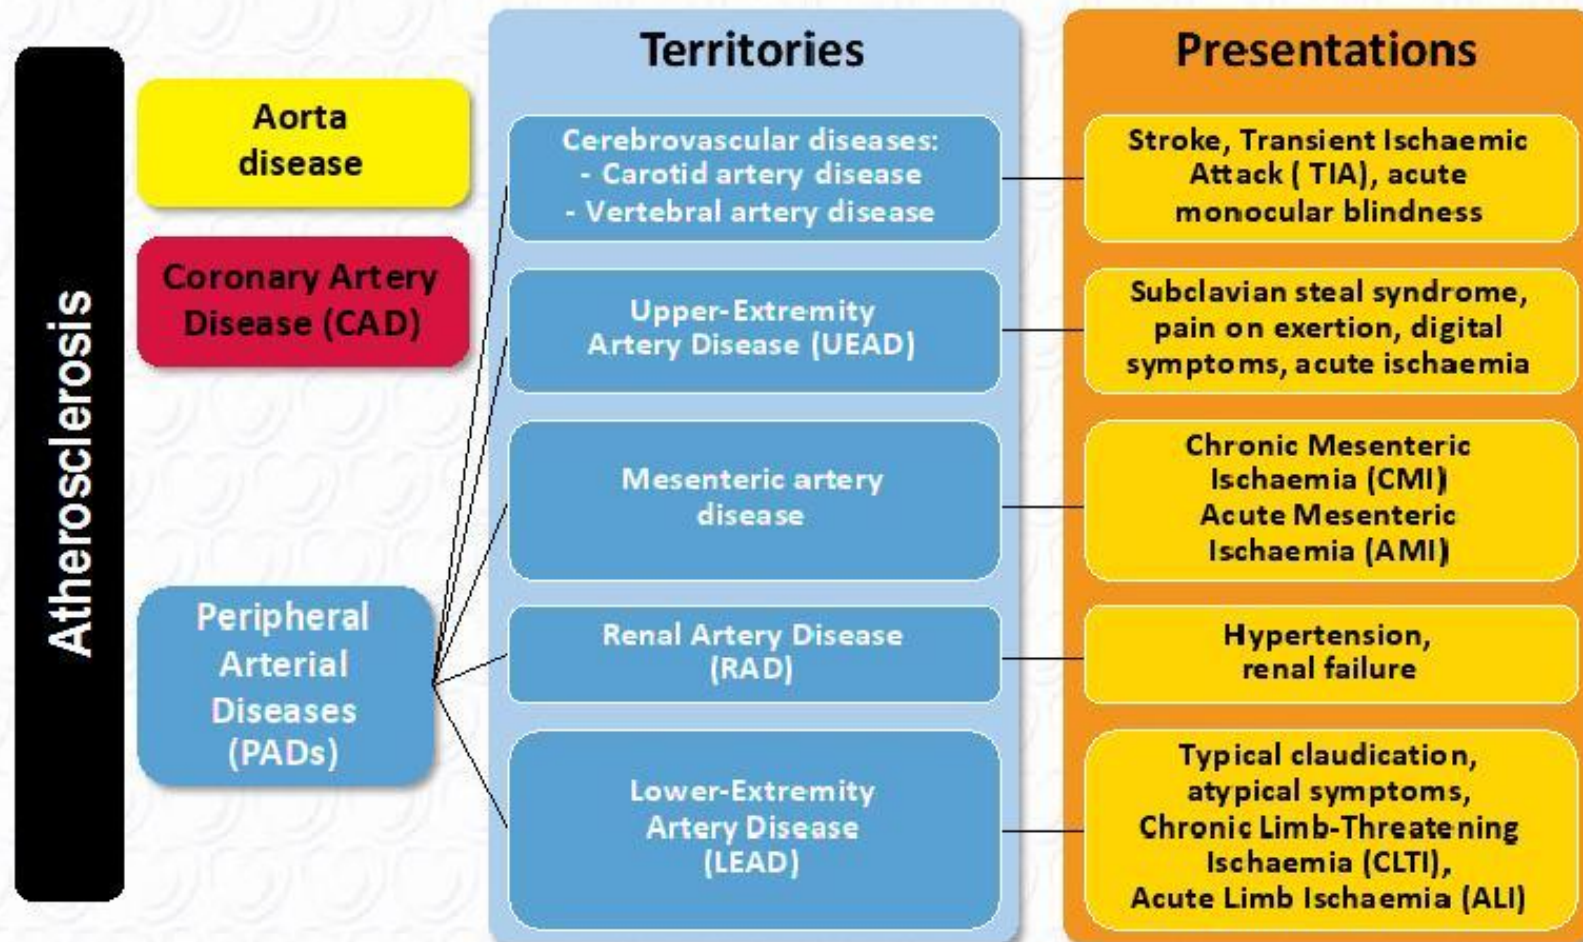 Atherosclerosis
Aorta
disease
Coronary Artery
Disease (CAD)
Peripheral
Arterial
Diseases
(PADs)
Territories
Cerebrovascular diseases:
- Carotid artery disease
- Vertebral artery disease
Upper-Extremity
Artery Disease (UEAD)
Mesenteric artery
disease
Renal Artery Disease
(RAD)
Lower-Extremity
Artery Disease
(LEAD)
Presentations
Stroke, Transient Ischaemic
Attack ( TIA), acute
monocular blindness
Subclavian steal syndrome,
pain on exertion, digital
symptoms, acute ischaemia
Chronic Mesenteric
Ischaemia (CMI)
Acute Mesenteric
Ischaemia (AMI)
Hypertension,
renal failure
Typical claudication,
atypical symptoms,
Chronic Limb-Threatening
Ischaemia (CLTI),
Acute Limb Ischaemia (ALI)